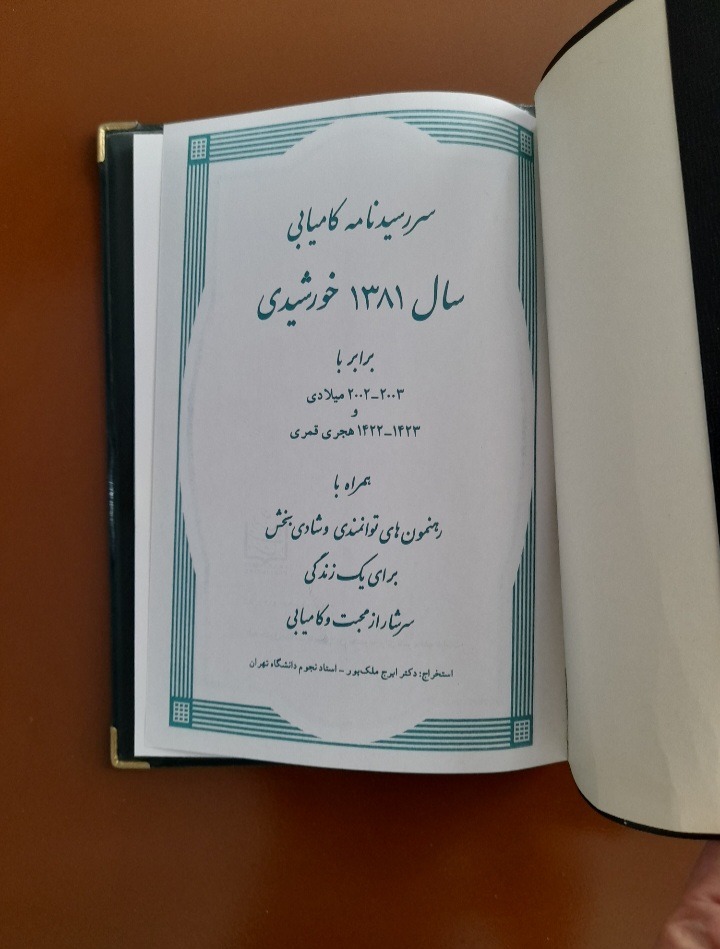 سررسیدنامه کامیابی
سال ۱۳۸۱ خورشیدی
برابر با
۲۰۰۳-۲۰۰۲ میلادی
و
۱۴۲۳-۱۴۲۲ هجری قمری
همراه با
رهنمون های توانمندی و شادی بخش
برای یک زندگی
سرشار از محبت و کامیابی
استخراج: دکتر ایرج ملک‌پور - استاد نجوم دانشگاه تهران